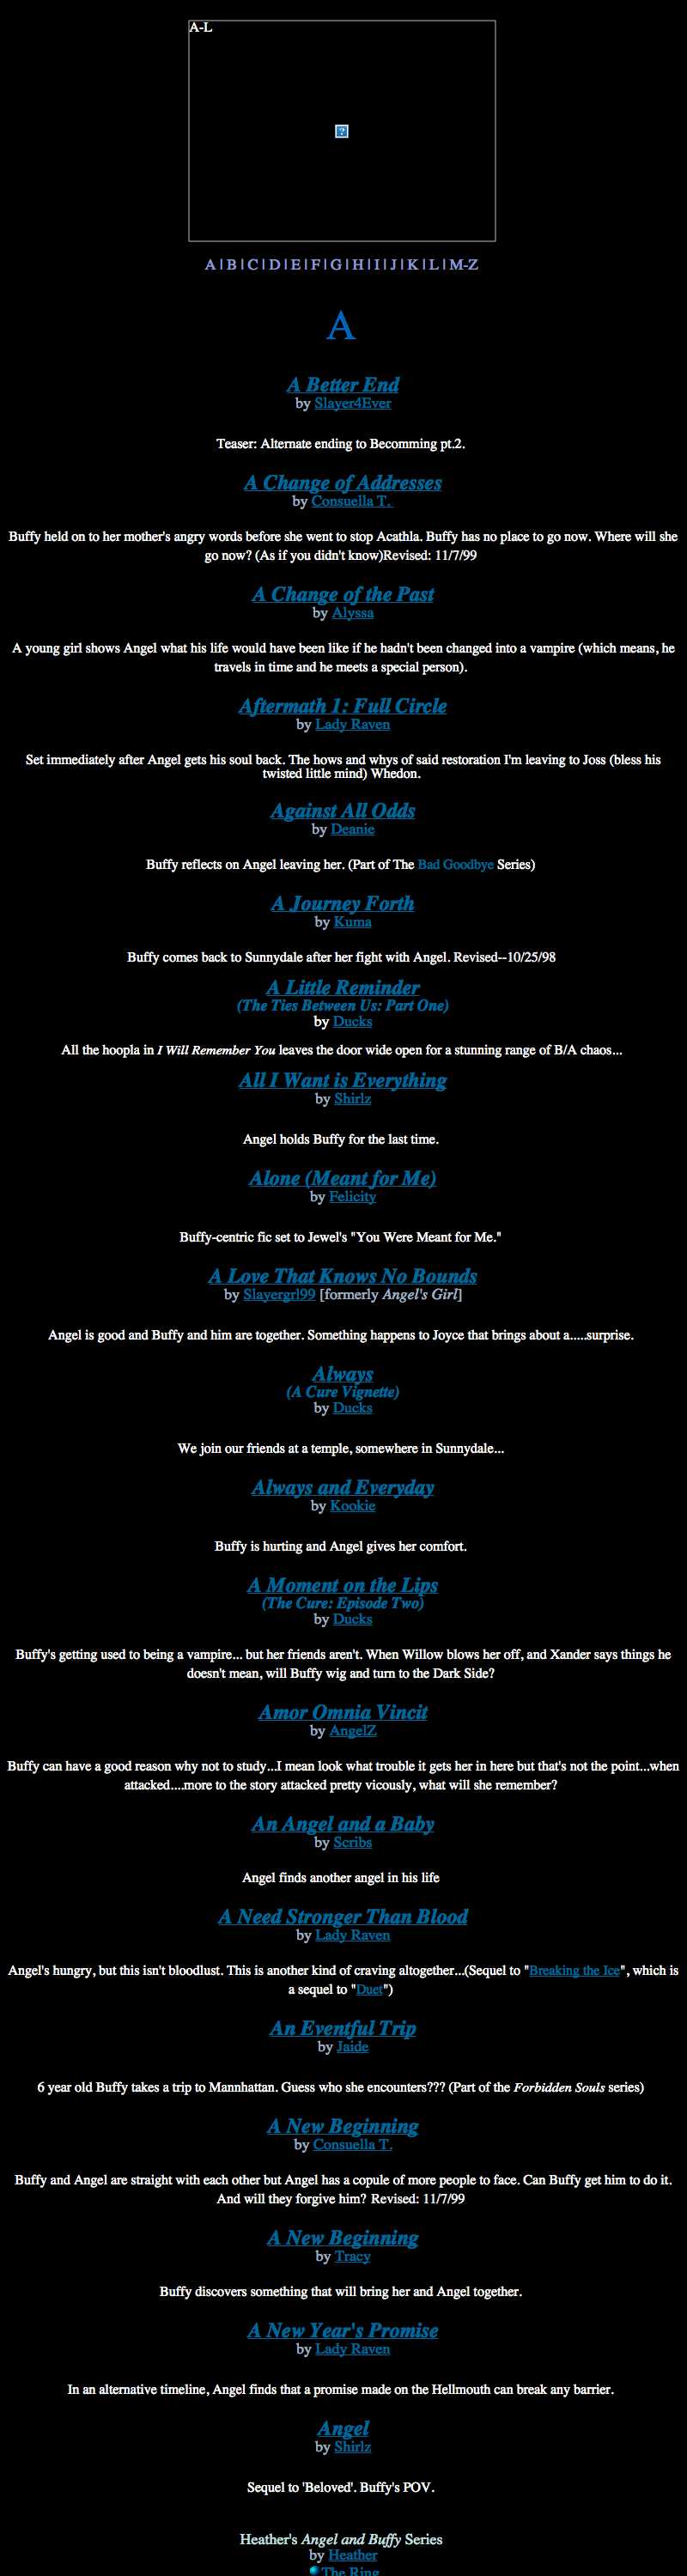 A-L
A | B | C | D | E | F | G | H | I | J | K | L | M-Z
A
A Better End
by Slayer4Ever
Teaser: Alternate ending to Becomming pt.2.
A Change of Addresses
by Consuella T.
Buffy held on to her mother's angry words before she went to stop Acathla. Buffy has no place to go now. Where will she
go now? (As if you didn't know)Revised: 11/7/99
A Change of the Past
by Alyssa
A young girl shows Angel what his life would have been like if he hadn't been changed into a vampire (which means, he
travels in time and he meets a special person).
Aftermath 1: Full Circle
by Lady Raven
Set immediately after Angel gets his soul back. The hows and whys of said restoration I'm leaving to Joss (bless his
twisted little mind) Whedon.
Against All Odds
by Deanie
Buffy reflects on Angel leaving her. (Part of The Bad Goodbye Series)
A Journey Forth
by Kuma
Buffy comes back to Sunnydale after her fight with Angel. Revised--10/25/98
A Little Reminder
(The Ties Between Us: Part One)
by Ducks
All the hoopla in I Will Remember You leaves the door wide open for a stunning range of B/A chaos...
All I Want is Everything
by Shirlz
Angel holds Buffy for the last time.
Alone (Meant for Me)
by Felicity
Buffy-centric fic set to Jewel's "You Were Meant for Me."
A Love That Knows No Bounds
by Slayergrl99 [formerly Angel's Girl]
Angel is good and Buffy and him are together. Something happens to Joyce that brings about a.....surprise.
Always
(A Cure Vignette)
by Ducks
We join our friends at a temple, somewhere in Sunnydale...
Always and Everyday
by Kookie
Buffy is hurting and Angel gives her comfort.
A Moment on the Lips
(The Cure: Episode Two)
by Ducks
Buffy's getting used to being a vampire... but her friends aren't. When Willow blows her off, and Xander says things he
doesn't mean, will Buffy wig and turn to the Dark Side?
Amor Omnia Vincit
by AngelZ
Buffy can have a good reason why not to study...I mean look what trouble it gets her in here but that's not the point...when
attacked....more to the story attacked pretty vicously, what will she remember?
An Angel and a Baby
by Scribs
Angel finds another angel in his life
A Need Stronger Than Blood
by Lady Raven
Angel's hungry, but this isn't bloodlust. This is another kind of craving altogether...(Sequel to "Breaking the Ice", which is
a sequel to "Duet")
An Eventful Trip
by Jaide
6 year old Buffy takes a trip to Mannhattan. Guess who she encounters??? (Part of the Forbidden Souls series)
A New Beginning
by Consuella T.
Buffy and Angel are straight with each other but Angel has a copule of more people to face. Can Buffy get him to do it.
And will they forgive him? Revised: 11/7/99
A New Beginning
by Tracy
Buffy discovers something that will bring her and Angel together.
A New Year's Promise
by Lady Raven
In an alternative timeline, Angel finds that a promise made on the Hellmouth can break any barrier.
Angel
by Shirlz
Sequel to 'Beloved'. Buffy's POV.
Heather's Angel and Buffy Series
by Heather
The Ring